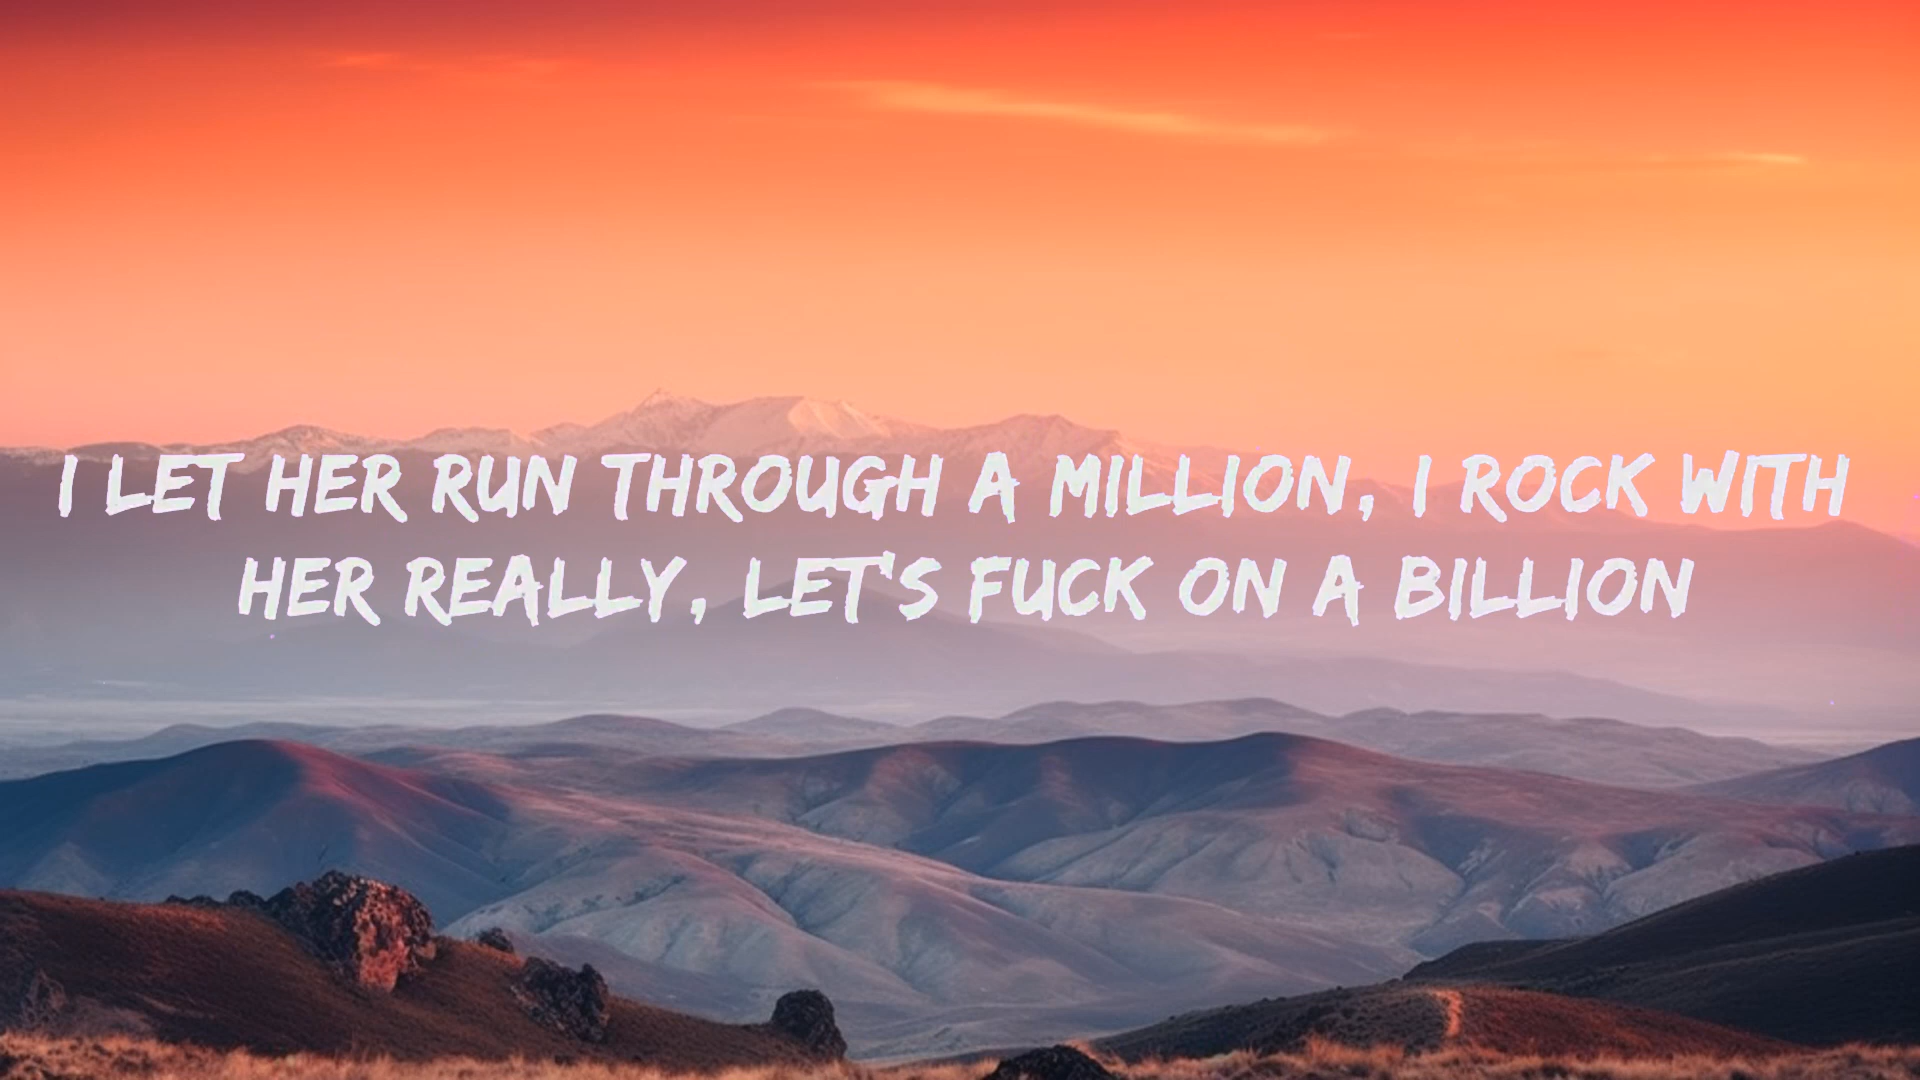 I LET HER RUN THROUGH A MILLION, I ROCK WITH
HER REALLY, LET'S FUCK ON A BILLION